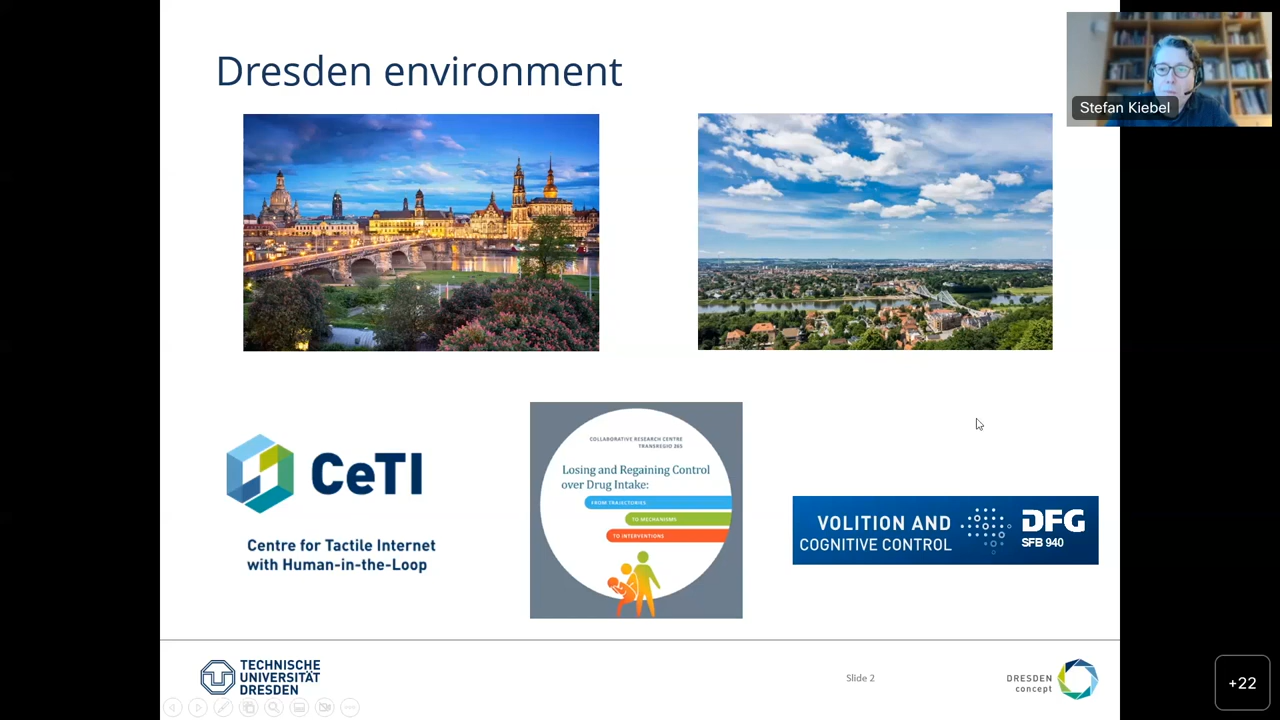 Dresden environment
Stefan Kiebel
CeTI
Centre for Tactile Internet
with Human-in-the-Loop
COLLABORATIVE RESEARCH CENTRE
TRANSREGIO 265
Losing and Regaining Control
over Drug Intake:
FROM TRAJECTORIES
TO MECHANISMS
TO INTERVENTIONS
VOLITION AND
COGNITIVE CONTROL
DFG
SFB 940
TECHNISCHE
UNIVERSITÄT
DRESDEN
Slide 2
DRESDEN
concept
+22